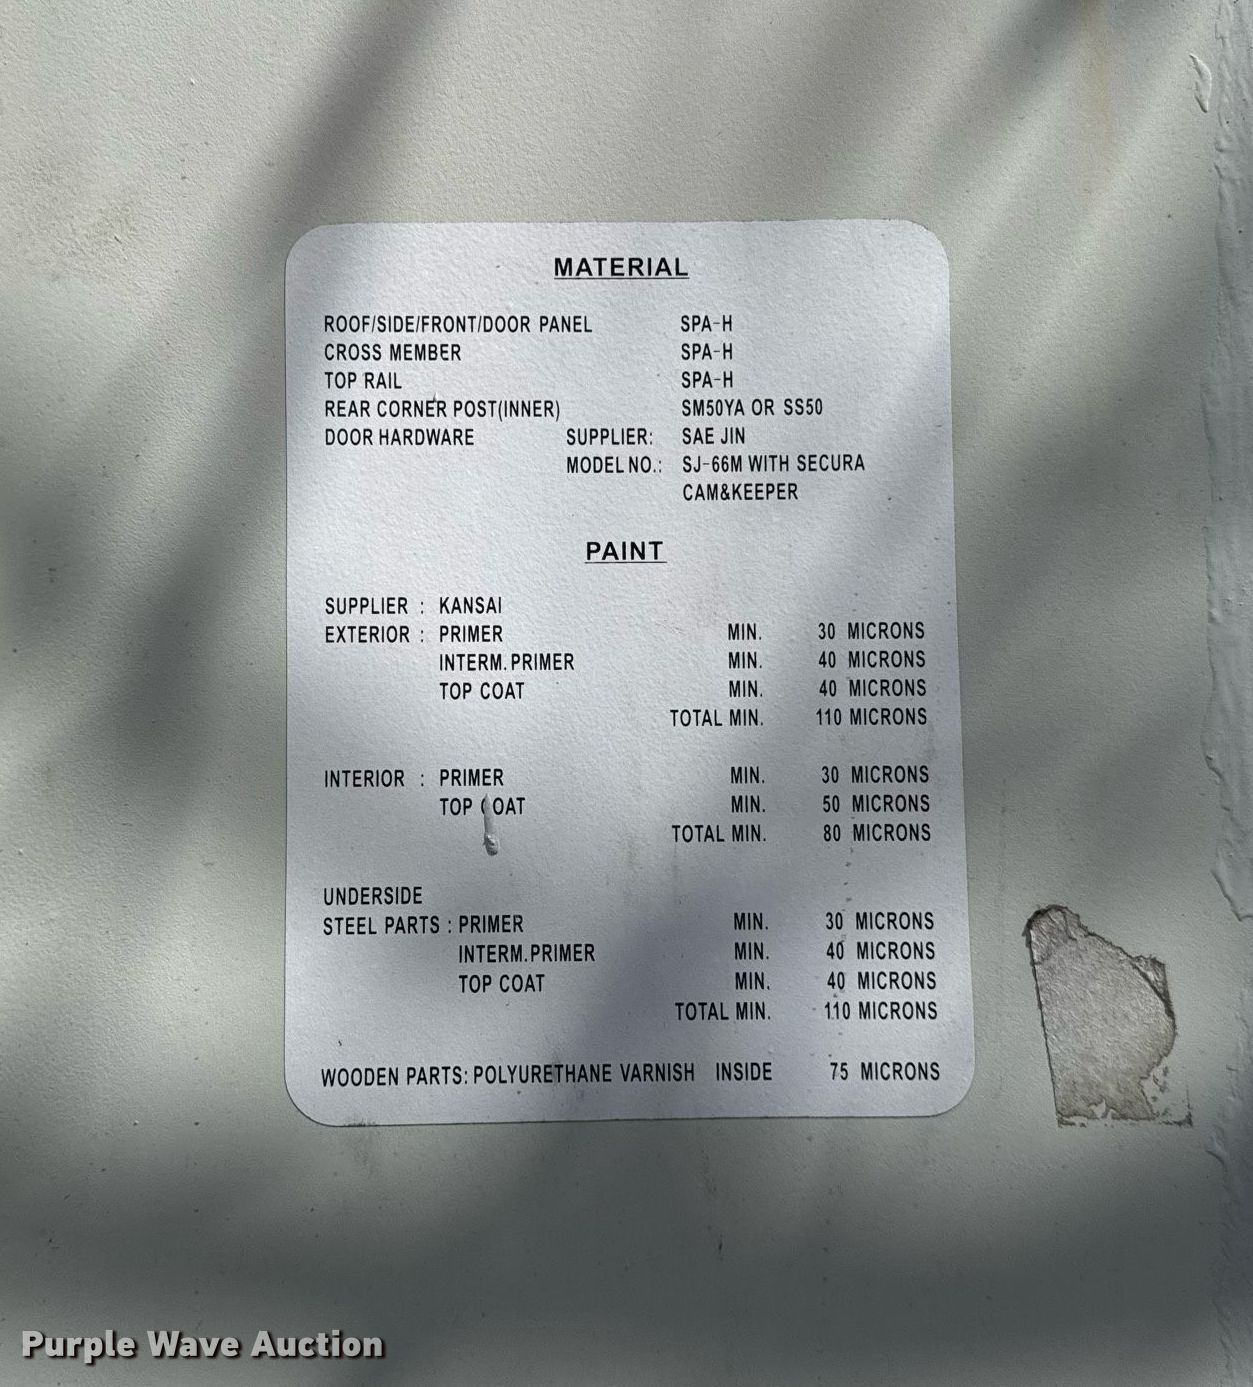 MATERIAL
ROOF/SIDE/FRONT/DOOR PANEL SPA-H
CROSS MEMBER SPA-H
TOP RAIL SPA-H
REAR CORNER POST(INNER) SM50YA OR SS50
DOOR HARDWARE SUPPLIER: SAE JIN
MODEL NO.: SJ-66M WITH SECURA
CAM&KEEPER
PAINT
SUPPLIER : KANSAI
EXTERIOR : PRIMER MIN. 30 MICRONS
INTERM.PRIMER MIN. 40 MICRONS
TOP COAT MIN. 40 MICRONS
TOTAL MIN. 110 MICRONS
INTERIOR : PRIMER MIN. 30 MICRONS
TOP COAT MIN. 50 MICRONS
TOTAL MIN. 80 MICRONS
UNDERSIDE
STEEL PARTS : PRIMER MIN. 30 MICRONS
INTERM.PRIMER MIN. 40 MICRONS
TOP COAT MIN. 40 MICRONS
TOTAL MIN. 110 MICRONS
WOODEN PARTS: POLYURETHANE VARNISH INSIDE 75 MICRONS
Purple Wave Auction